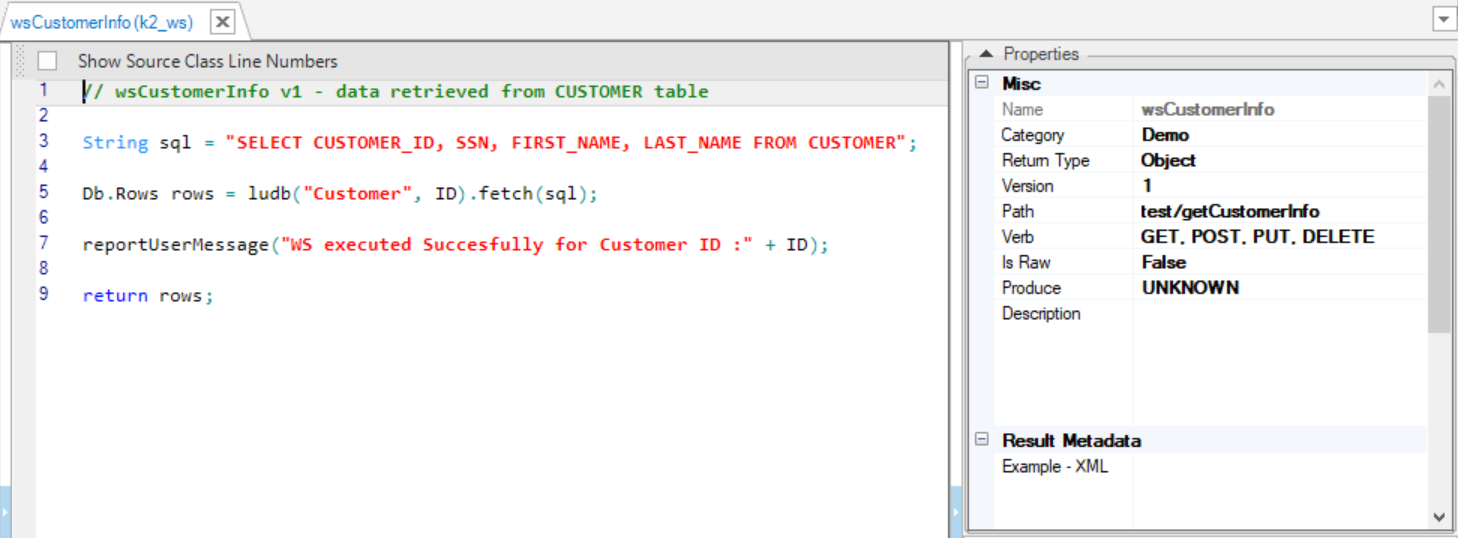 wsCustomerInfo (k2_ws)
Show Source Class Line Numbers
1 // wsCustomerInfo v1 - data retrieved from CUSTOMER table
2
3 String sql = "SELECT CUSTOMER_ID, SSN, FIRST_NAME, LAST_NAME FROM CUSTOMER";
4
5 Db.Rows rows = ludb("Customer", ID).fetch(sql);
6
7 reportUserMessage("WS executed Succesfully for Customer ID :" + ID);
8
9 return rows;
Properties
Misc
Name wsCustomerInfo
Category Demo
Return Type Object
Version 1
Path test/getCustomerInfo
Verb GET, POST, PUT, DELETE
Is Raw False
Produce UNKNOWN
Description
Result Metadata
Example - XML